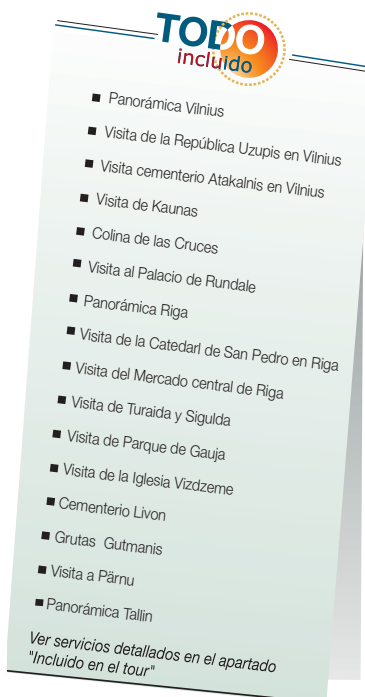 TODO
incluido
Panorámica Vilnius
Visita de la República Uzupis en Vilnius
Visita cementerio Atakalnis en Vilnius
Visita de Kaunas
Colina de las Cruces
Visita al Palacio de Rundale
Panorámica Riga
Visita de la Catedarl de San Pedro en Riga
Visita del Mercado central de Riga
Visita de Turaida y Sigulda
Visita de Parque de Gauja
Visita de la Iglesia Vizdzeme
Cementerio Livon
Grutas Gutmanis
Visita a Pärnu
Panorámica Tallin
Ver servicios detallados en el apartado
"Incluido en el tour"